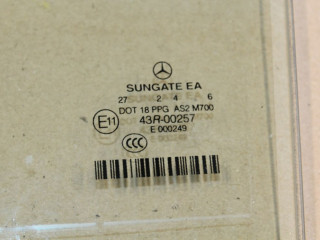 SUNGATE EA
27 2 4 6
DOT 18 PPG AS2 M700
E11 43R-00257
E 000249
CCC